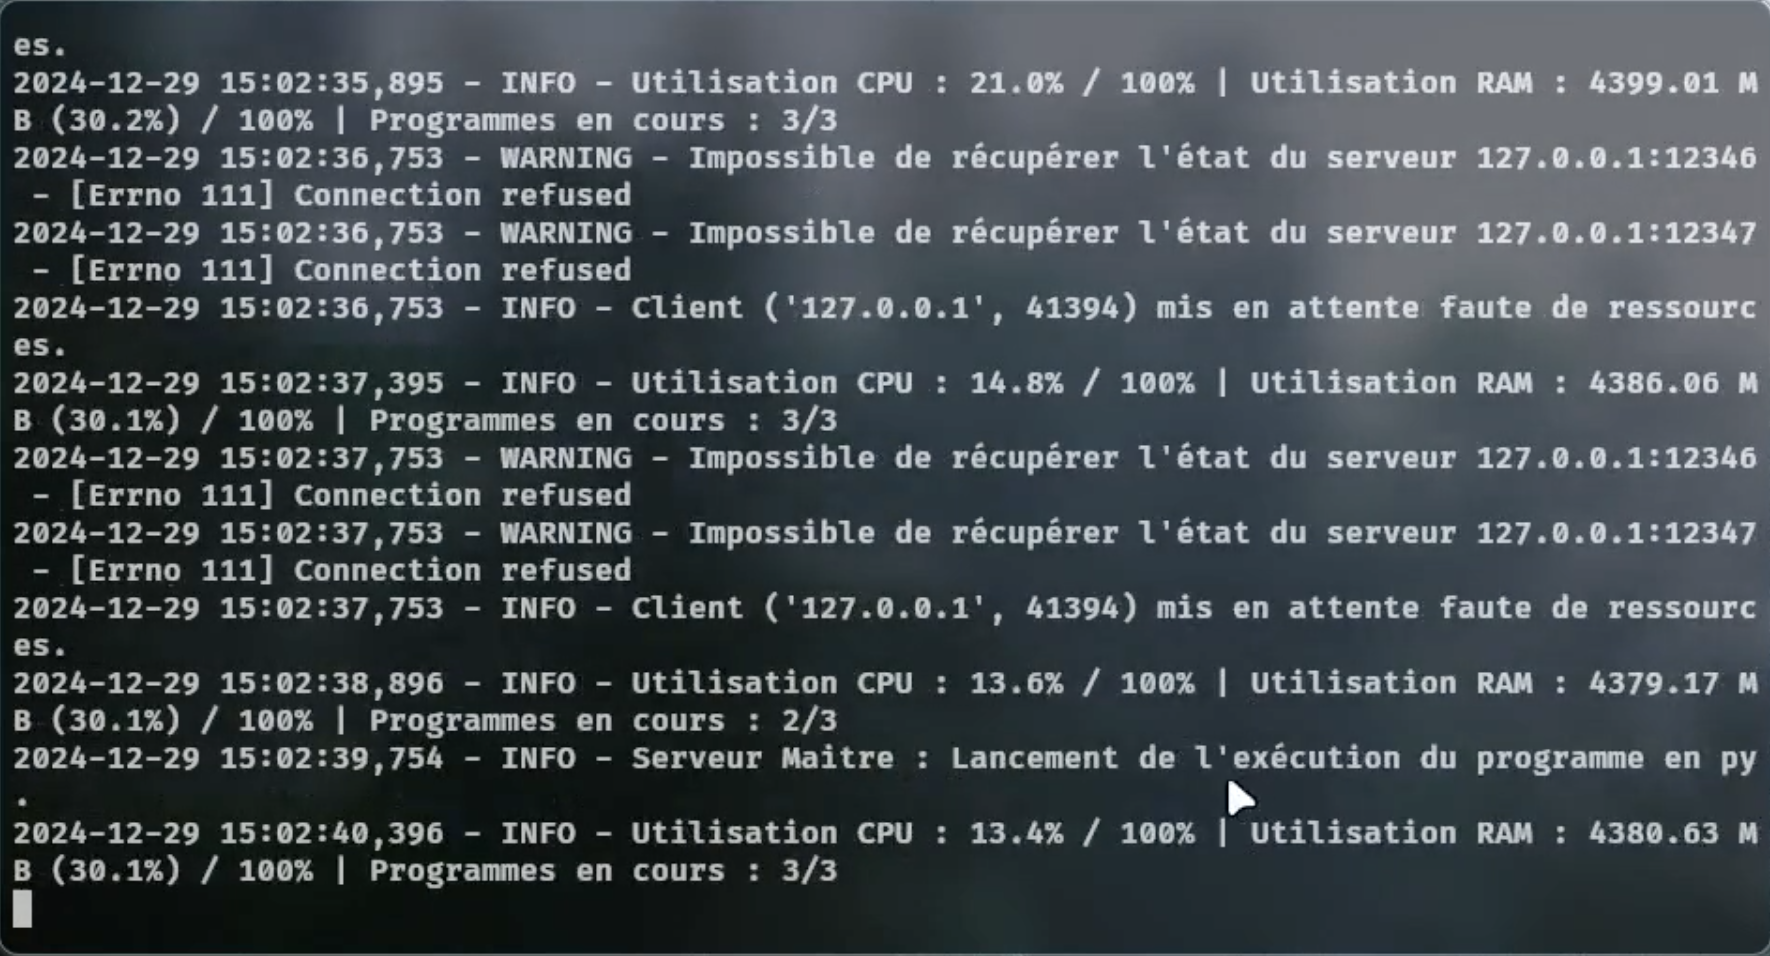 es.
2024-12-29 15:02:35,895 - INFO - Utilisation CPU : 21.0% / 100% | Utilisation RAM : 4399.01 M
B (30.2%) / 100% | Programmes en cours : 3/3
2024-12-29 15:02:36,753 - WARNING - Impossible de récupérer l'état du serveur 127.0.0.1:12346
 - [Errno 111] Connection refused
2024-12-29 15:02:36,753 - WARNING - Impossible de récupérer l'état du serveur 127.0.0.1:12347
 - [Errno 111] Connection refused
2024-12-29 15:02:36,753 - INFO - Client ('127.0.0.1', 41394) mis en attente faute de ressourc
es.
2024-12-29 15:02:37,395 - INFO - Utilisation CPU : 14.8% / 100% | Utilisation RAM : 4386.06 M
B (30.1%) / 100% | Programmes en cours : 3/3
2024-12-29 15:02:37,753 - WARNING - Impossible de récupérer l'état du serveur 127.0.0.1:12346
 - [Errno 111] Connection refused
2024-12-29 15:02:37,753 - WARNING - Impossible de récupérer l'état du serveur 127.0.0.1:12347
 - [Errno 111] Connection refused
2024-12-29 15:02:37,753 - INFO - Client ('127.0.0.1', 41394) mis en attente faute de ressourc
es.
2024-12-29 15:02:38,896 - INFO - Utilisation CPU : 13.6% / 100% | Utilisation RAM : 4379.17 M
B (30.1%) / 100% | Programmes en cours : 2/3
2024-12-29 15:02:39,754 - INFO - Serveur Maitre : Lancement de l'exécution du programme en py
.
2024-12-29 15:02:40,396 - INFO - Utilisation CPU : 13.4% / 100% | Utilisation RAM : 4380.63 M
B (30.1%) / 100% | Programmes en cours : 3/3